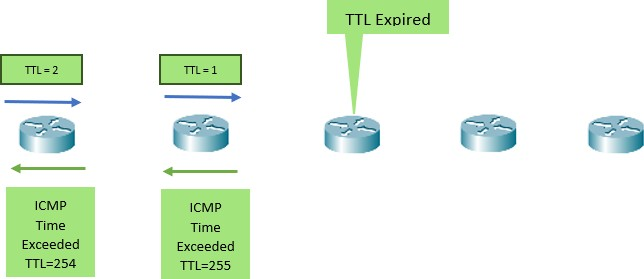 TTL Expired
TTL = 2
TTL = 1
ICMP
Time
Exceeded
TTL=254
ICMP
Time
Exceeded
TTL=255